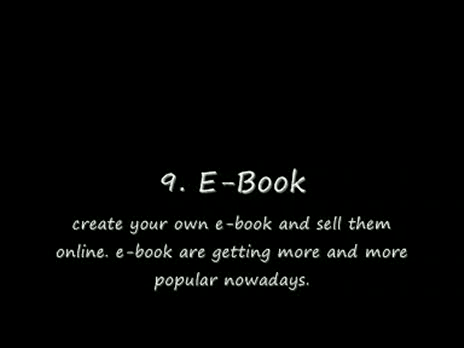 9. E-Book
create your own e-book and sell them
online. e-book are getting more and more
popular nowadays.